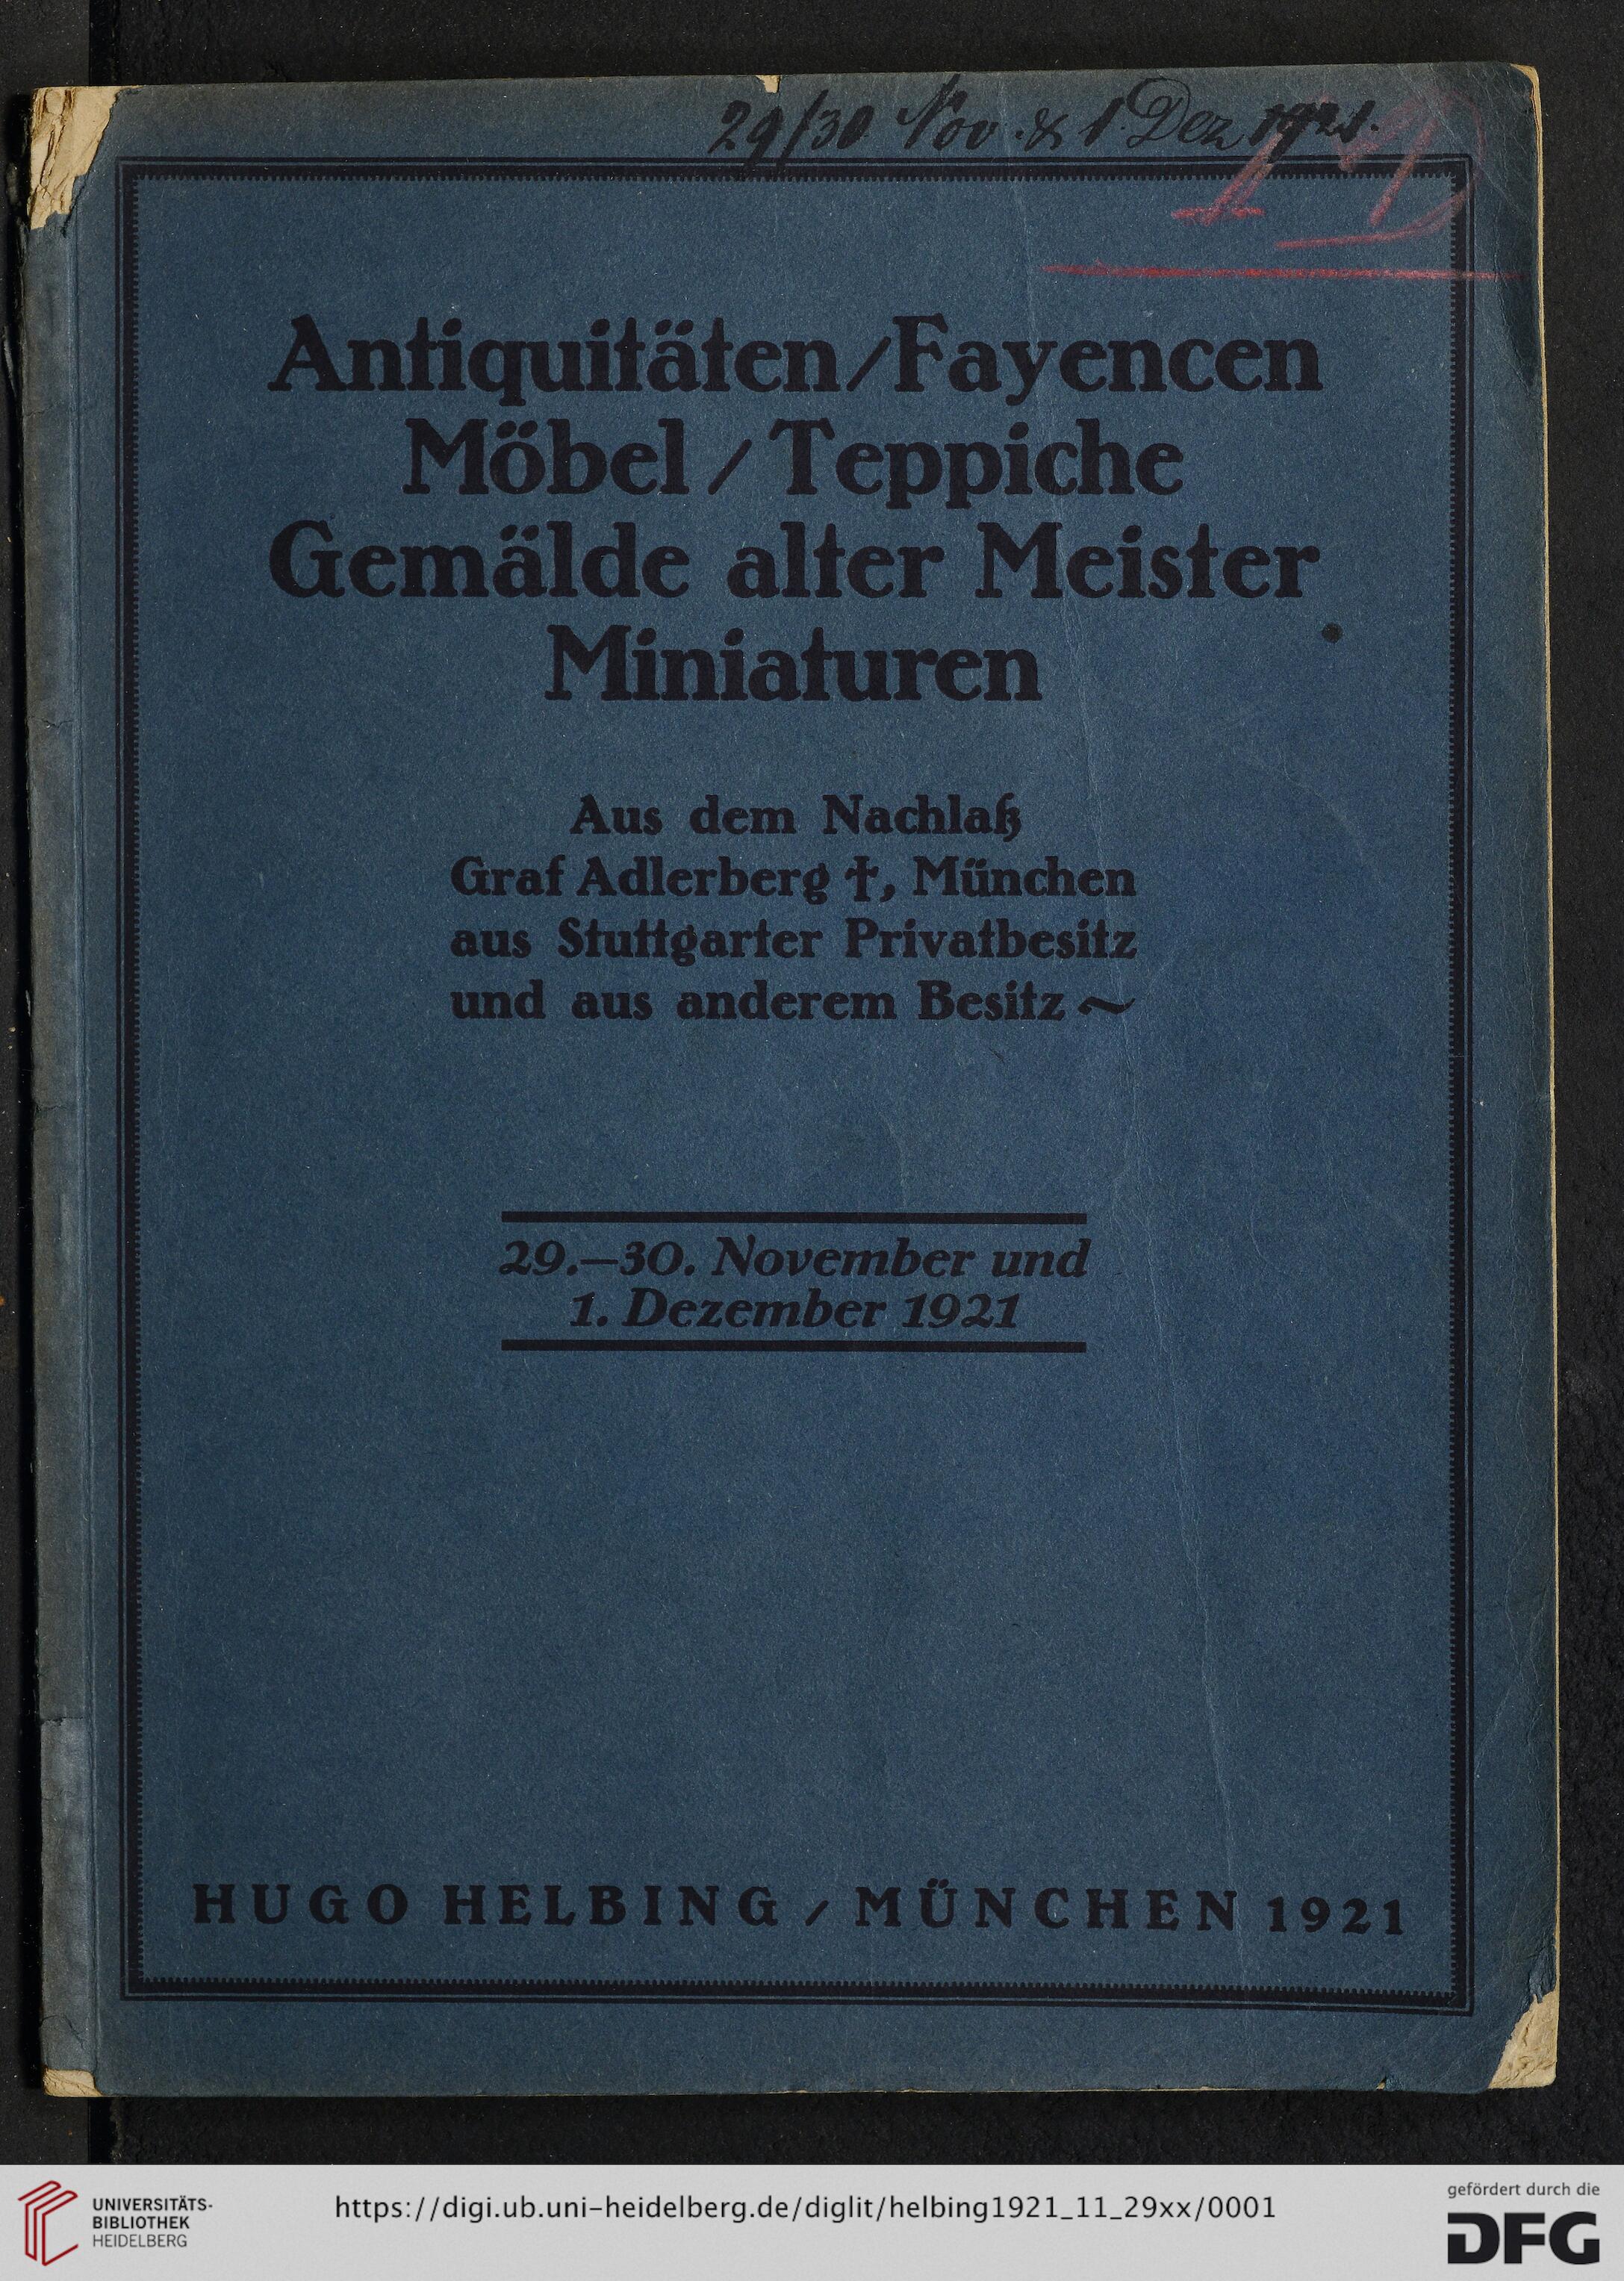 29/30 Nov. & 1. Dez 1921.
Antiquitäten/Fayencen
Möbel/Teppiche
Gemälde alter Meister
Miniaturen
Aus dem Nachlaß
Graf Adlerberg †, München
aus Stuttgarter Privatbesitz
und aus anderem Besitz ~
29.—30. November und
1. Dezember 1921
HUGO HELBING / MÜNCHEN 1921
UNIVERSITÄTS-
BIBLIOTHEK
HEIDELBERG
https://digi.ub.uni-heidelberg.de/diglit/helbing1921_11_29xx/0001
gefördert durch die
DFG